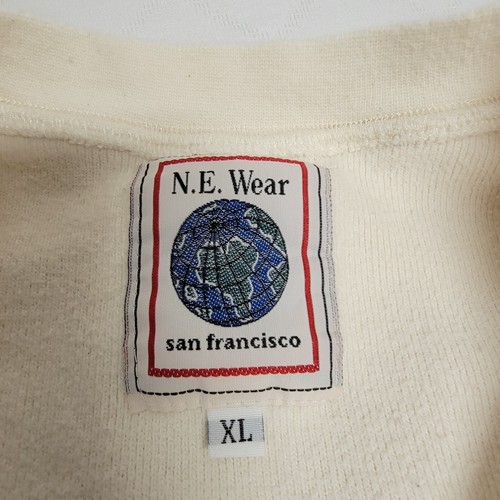 N.E. Wear
san francisco
XL